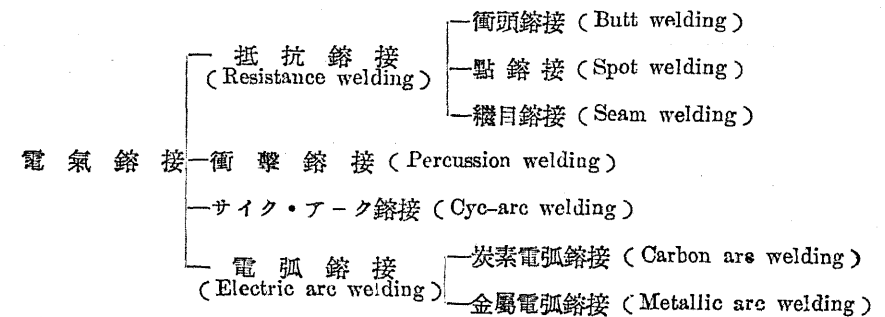 衝頭鎔接 ( Butt welding )
抵抗鎔接
( Resistance welding )
點鎔接 ( Spot welding )
繼目鎔接 ( Seam welding )
電氣鎔接
衝擊鎔接 ( Percussion welding )
サイク・アーク鎔接 ( Cyc-arc welding )
電弧鎔接
( Electric arc welding )
炭素電弧鎔接 ( Carbon arc welding )
金屬電弧鎔接 ( Metallic arc welding )